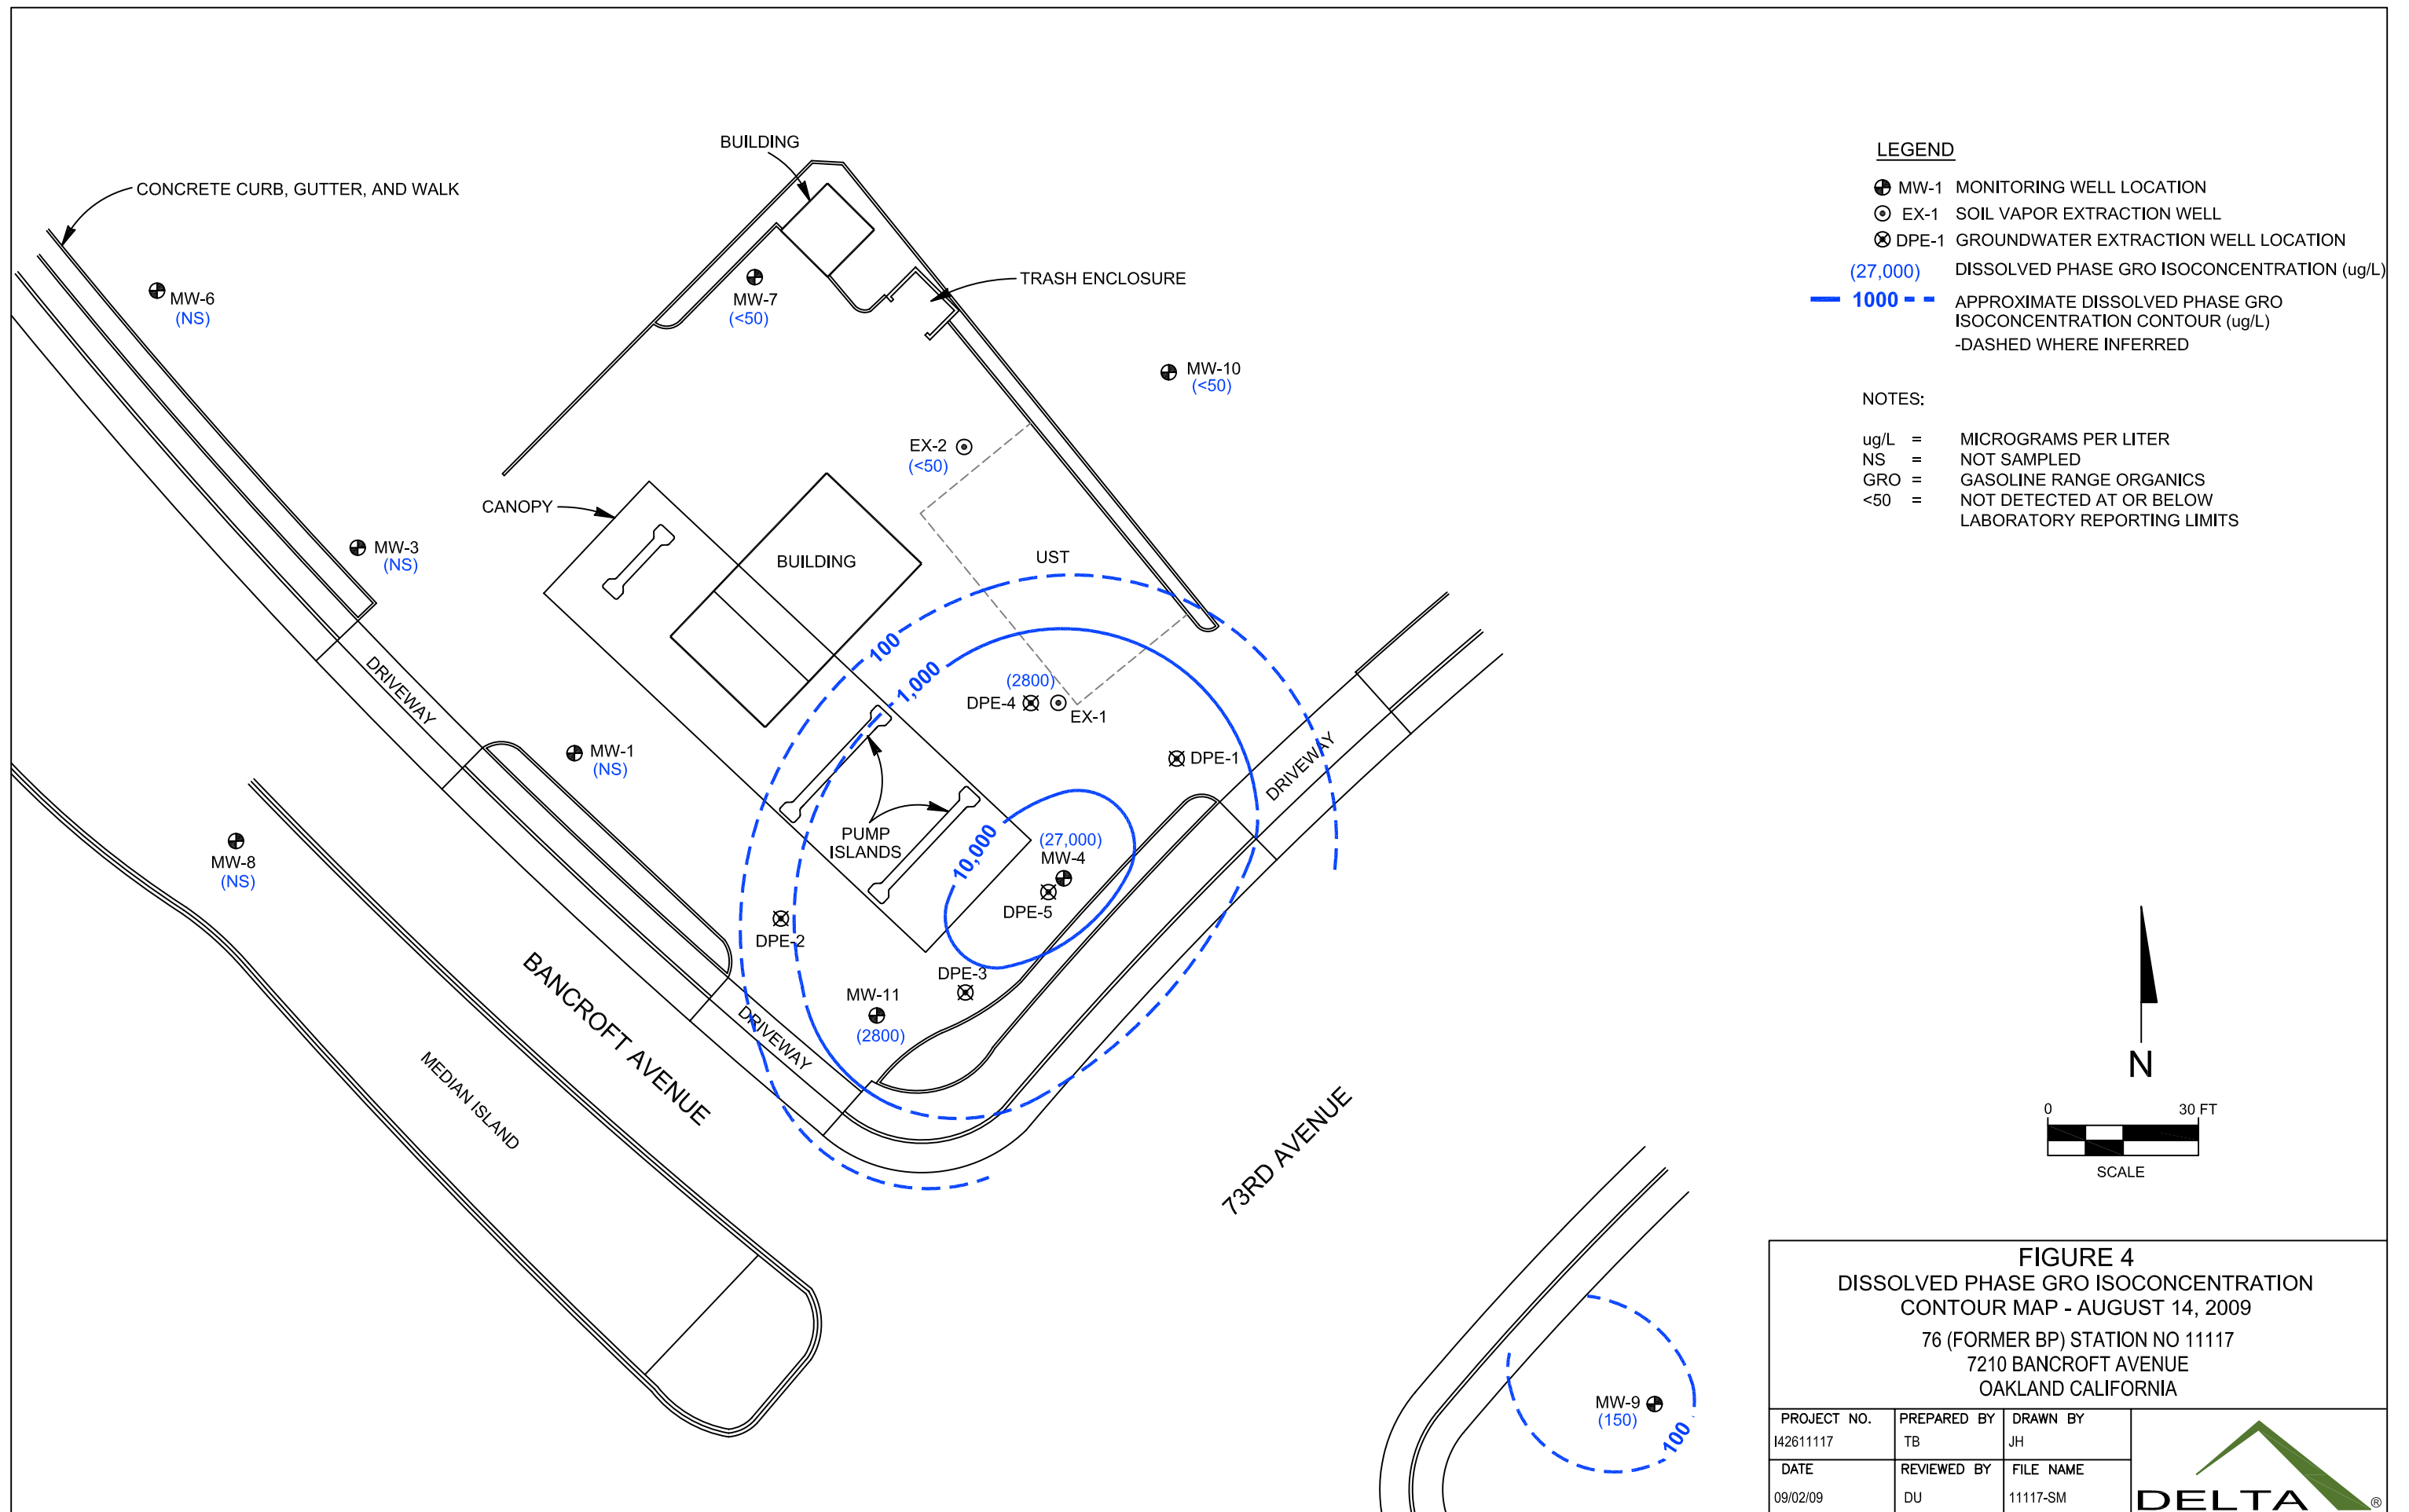 BUILDING
CONCRETE CURB, GUTTER, AND WALK
MW-6
(NS)
MW-7
(<50)
TRASH ENCLOSURE
MW-10
(<50)
EX-2
(<50)
CANOPY
MW-3
(NS)
BUILDING
UST
100
1,000
DRIVEWAY
(2800)
DPE-4
EX-1
MW-1
(NS)
DPE-1
DRIVEWAY
PUMP
ISLANDS
10,000
(27,000)
MW-4
DPE-5
MW-8
(NS)
DPE-2
DPE-3
MW-11
(2800)
DRIVEWAY
BANCROFT AVENUE
MEDIAN ISLAND
73RD AVENUE
MW-9
(150)
100
LEGEND
MW-1 MONITORING WELL LOCATION
EX-1 SOIL VAPOR EXTRACTION WELL
DPE-1 GROUNDWATER EXTRACTION WELL LOCATION
(27,000) DISSOLVED PHASE GRO ISOCONCENTRATION (ug/L)
1000 APPROXIMATE DISSOLVED PHASE GRO
ISOCONCENTRATION CONTOUR (ug/L)
-DASHED WHERE INFERRED
NOTES:
ug/L = MICROGRAMS PER LITER
NS = NOT SAMPLED
GRO = GASOLINE RANGE ORGANICS
<50 = NOT DETECTED AT OR BELOW
LABORATORY REPORTING LIMITS
N
0 30 FT
SCALE
FIGURE 4
DISSOLVED PHASE GRO ISOCONCENTRATION
CONTOUR MAP - AUGUST 14, 2009
76 (FORMER BP) STATION NO 11117
7210 BANCROFT AVENUE
OAKLAND CALIFORNIA
PROJECT NO. PREPARED BY DRAWN BY
I42611117 TB JH
DATE REVIEWED BY FILE NAME
09/02/09 DU 11117-SM
DELTA ®